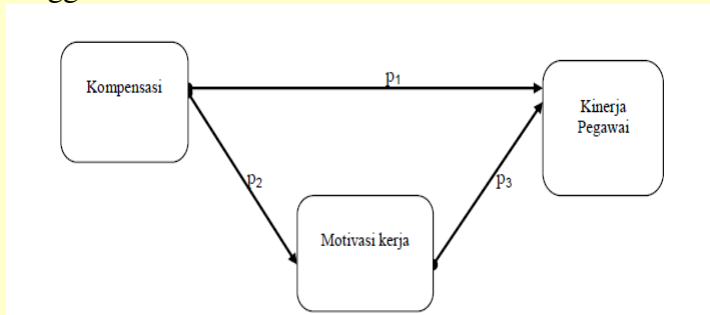 Kompensasi
p1
Kinerja
Pegawai
p2
p3
Motivasi kerja